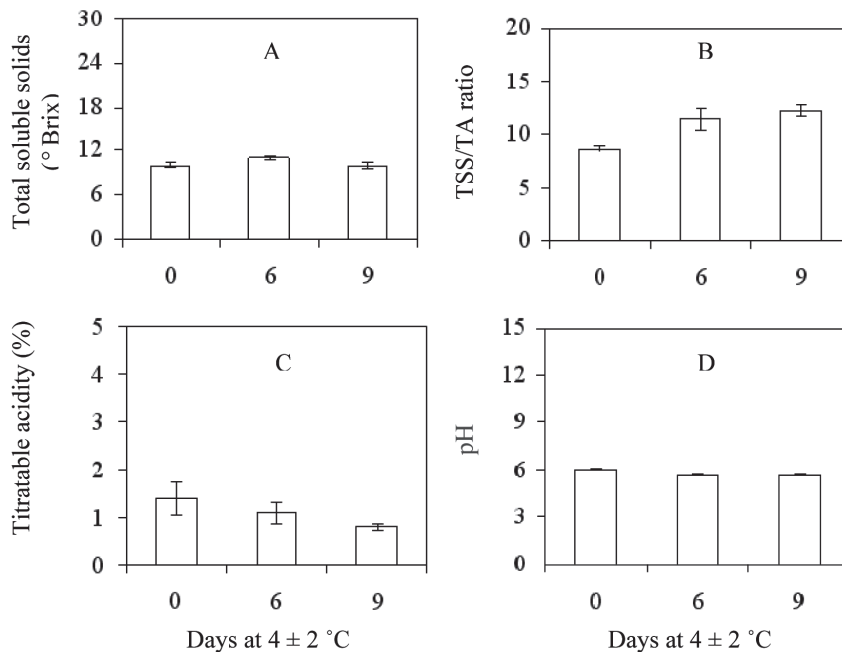 Total soluble solids
(° Brix)
30
24
18
12
6
0
A
0 6 9
TSS/TA ratio
20
15
10
5
0
B
0 6 9
Titratable acidity (%)
5
4
3
2
1
0
C
0 6 9
Days at 4 ± 2 ˚C
pH
15
12
9
6
3
0
D
0 6 9
Days at 4 ± 2 ˚C